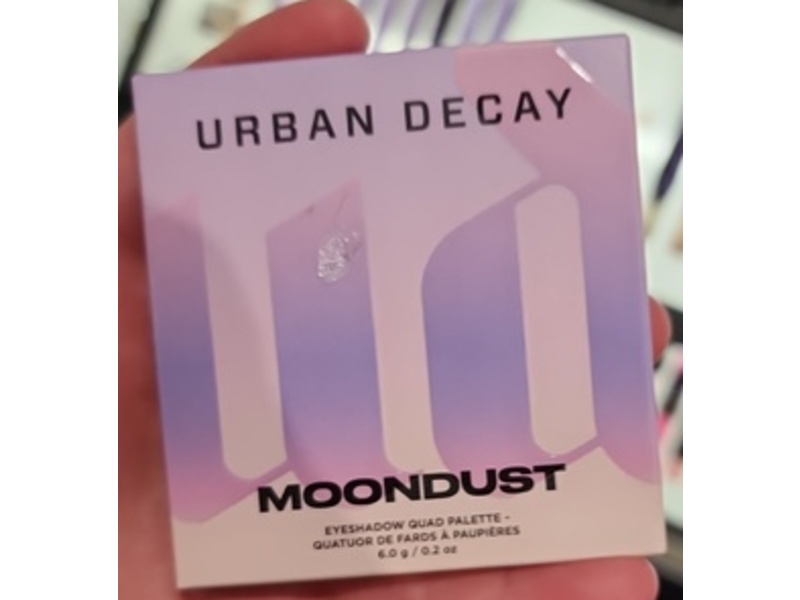 URBAN DECAY
MOONDUST
EYESHADOW QUAD PALETTE -
QUATUOR DE FARDS À PAUPIÈRES
6.0 g / 0.2 oz